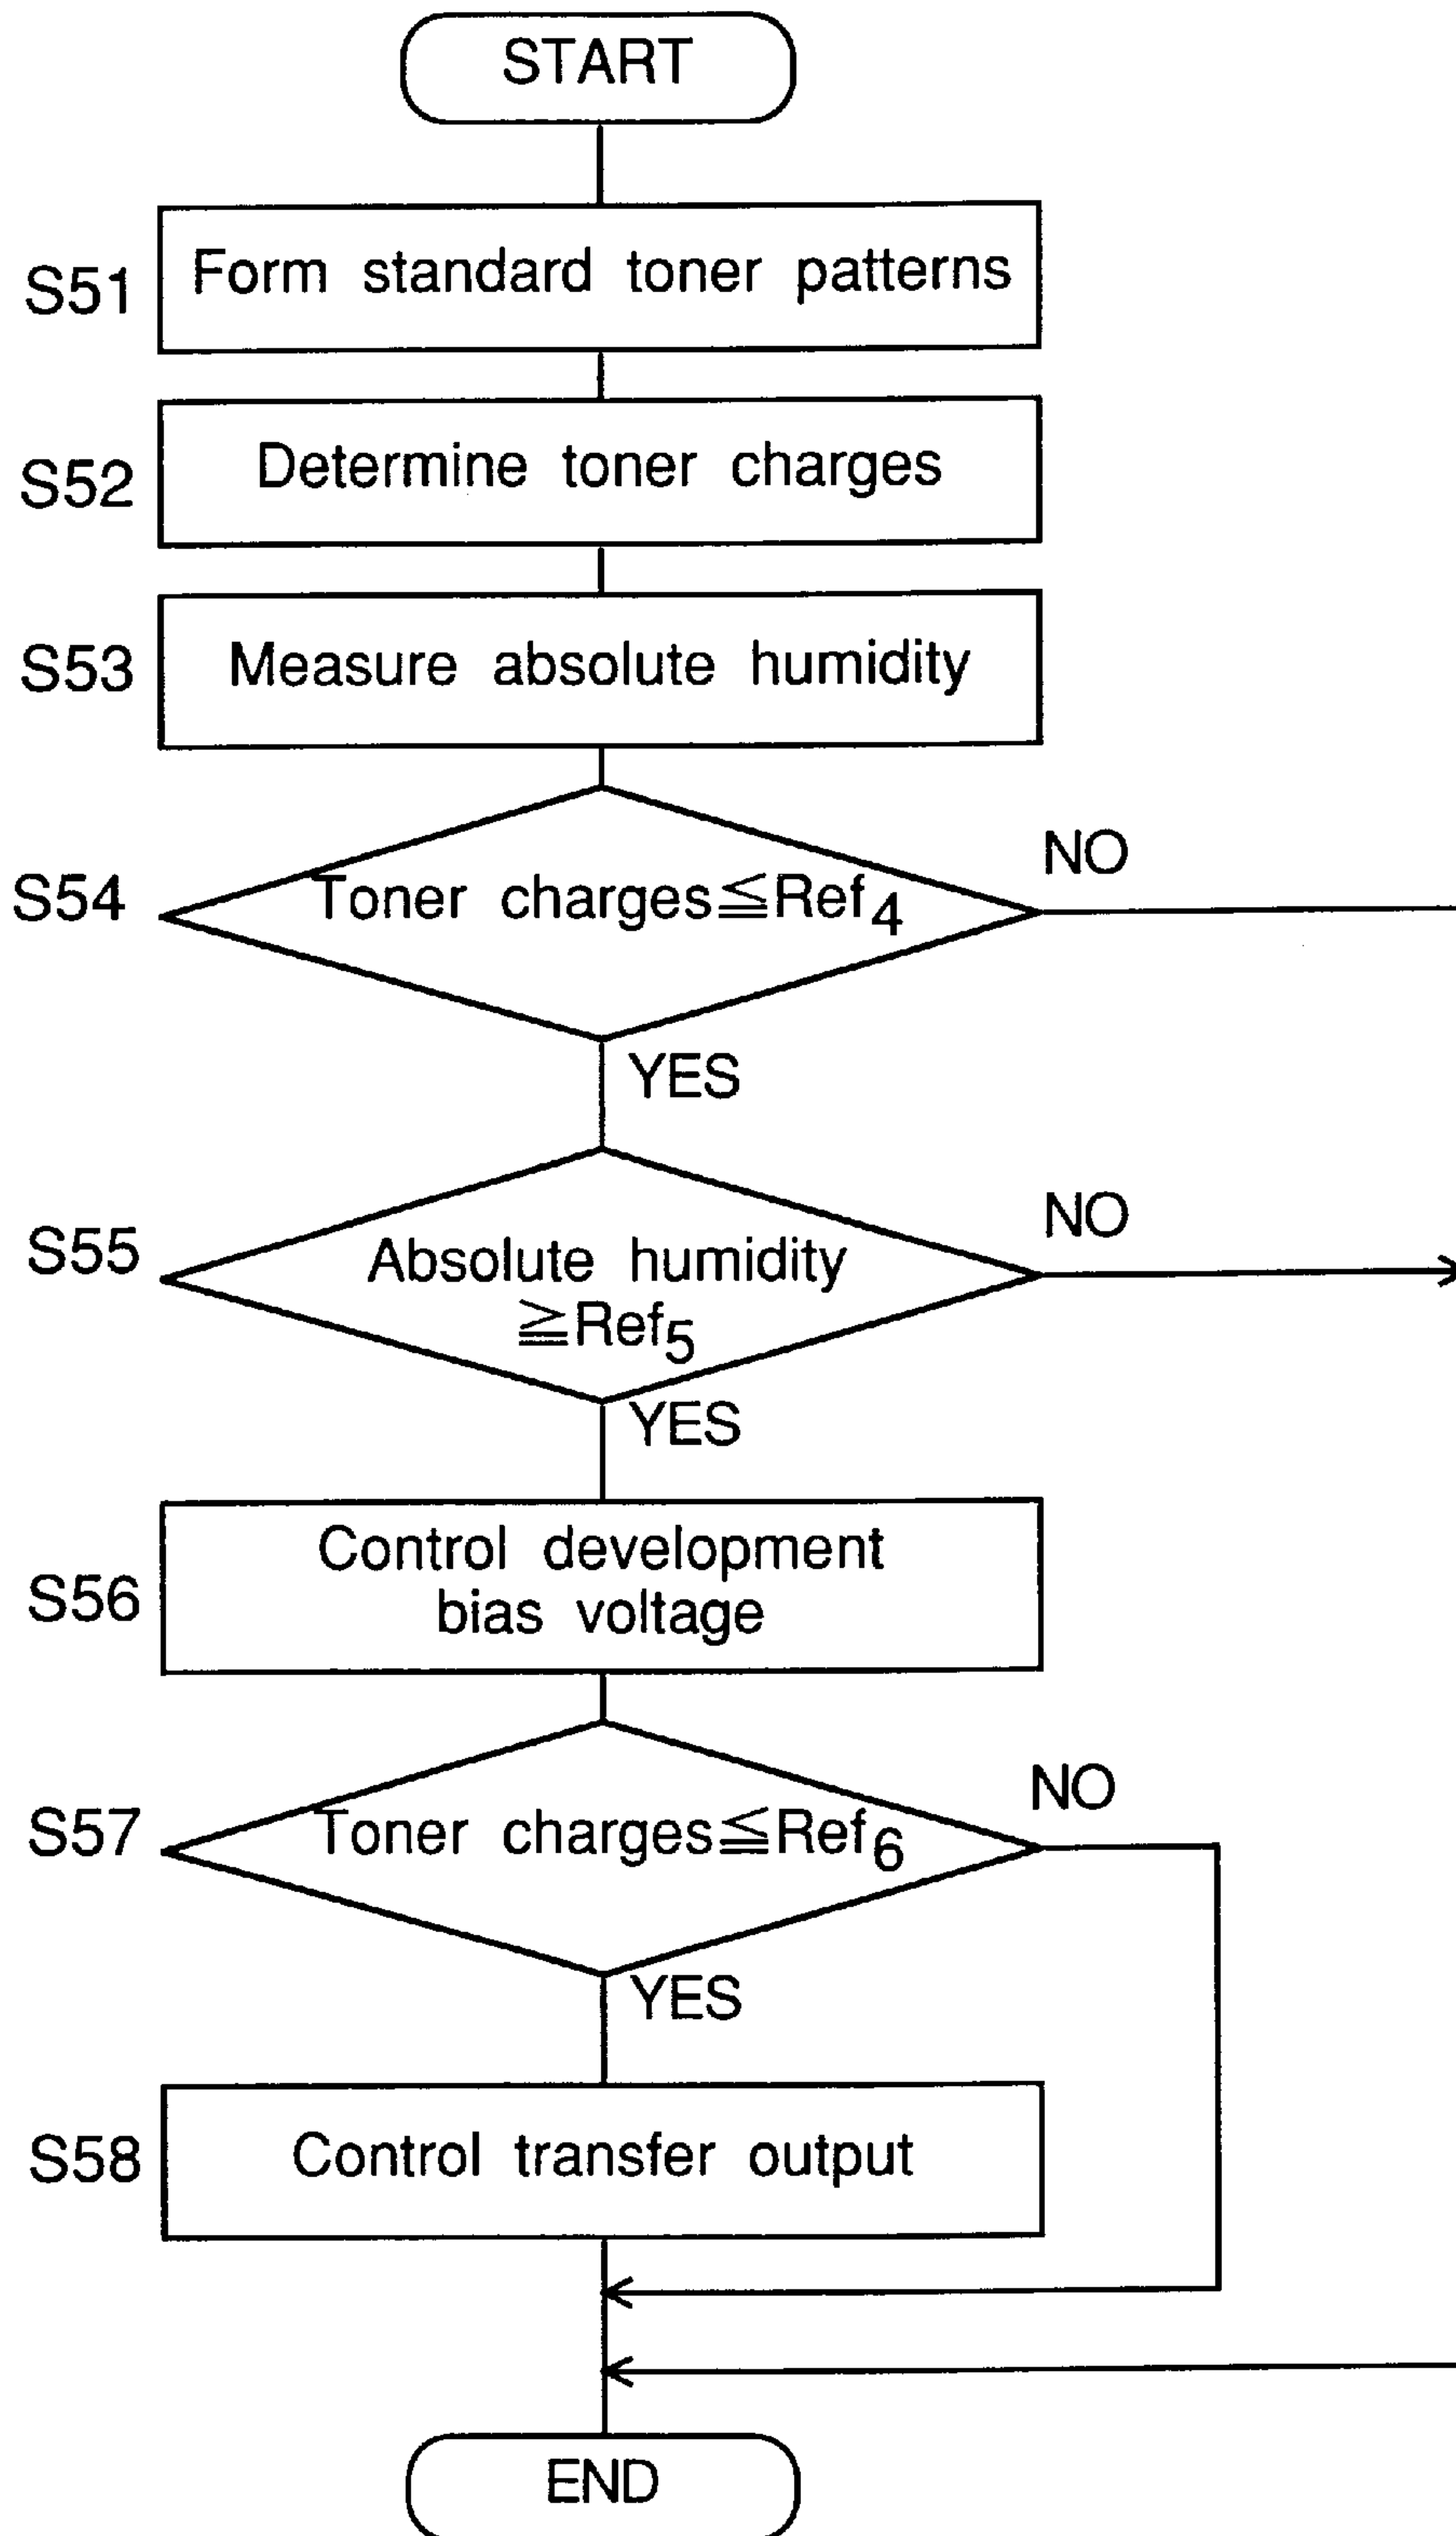 START
S51
Form standard toner patterns
S52
Determine toner charges
S53
Measure absolute humidity
S54
Toner charges≦Ref4
NO
YES
S55
Absolute humidity
≧Ref5
NO
YES
S56
Control development
bias voltage
S57
Toner charges≦Ref6
NO
YES
S58
Control transfer output
END